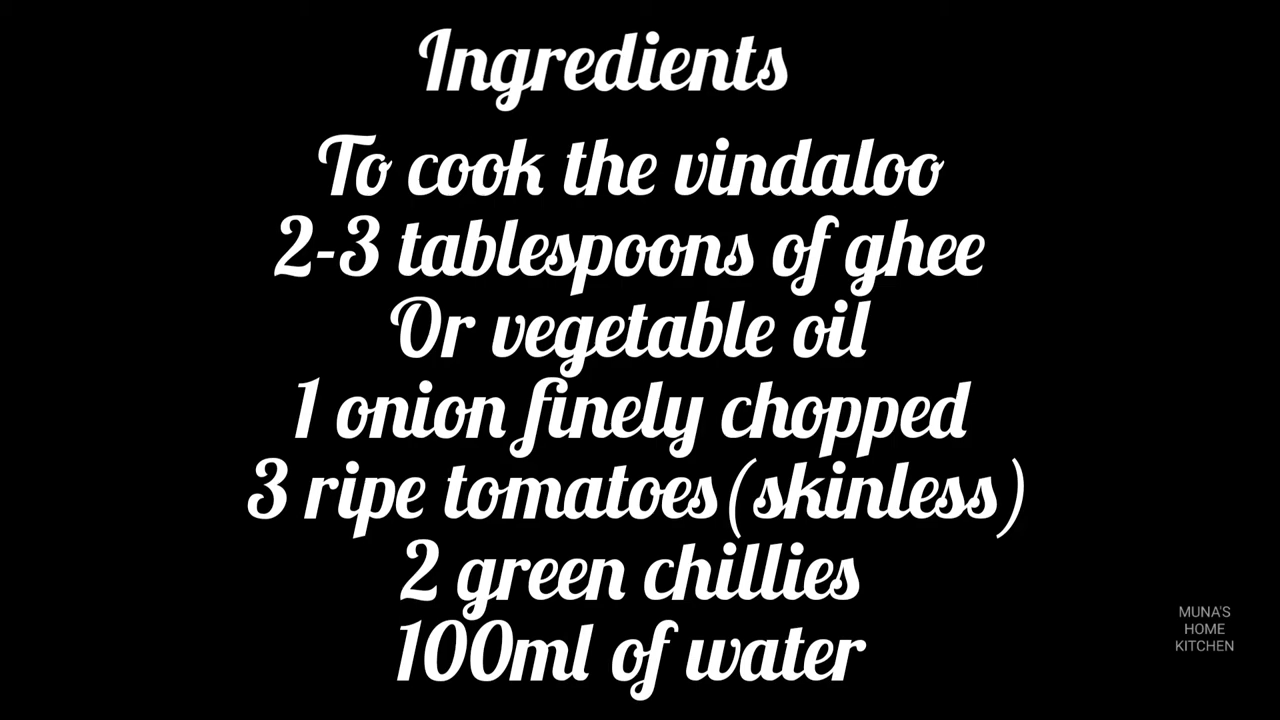 Ingredients
To cook the vindaloo
2-3 tablespoons of ghee
Or vegetable oil
1 onion finely chopped
3 ripe tomatoes(skinless)
2 green chillies
100ml of water
MUNA'S
HOME
KITCHEN